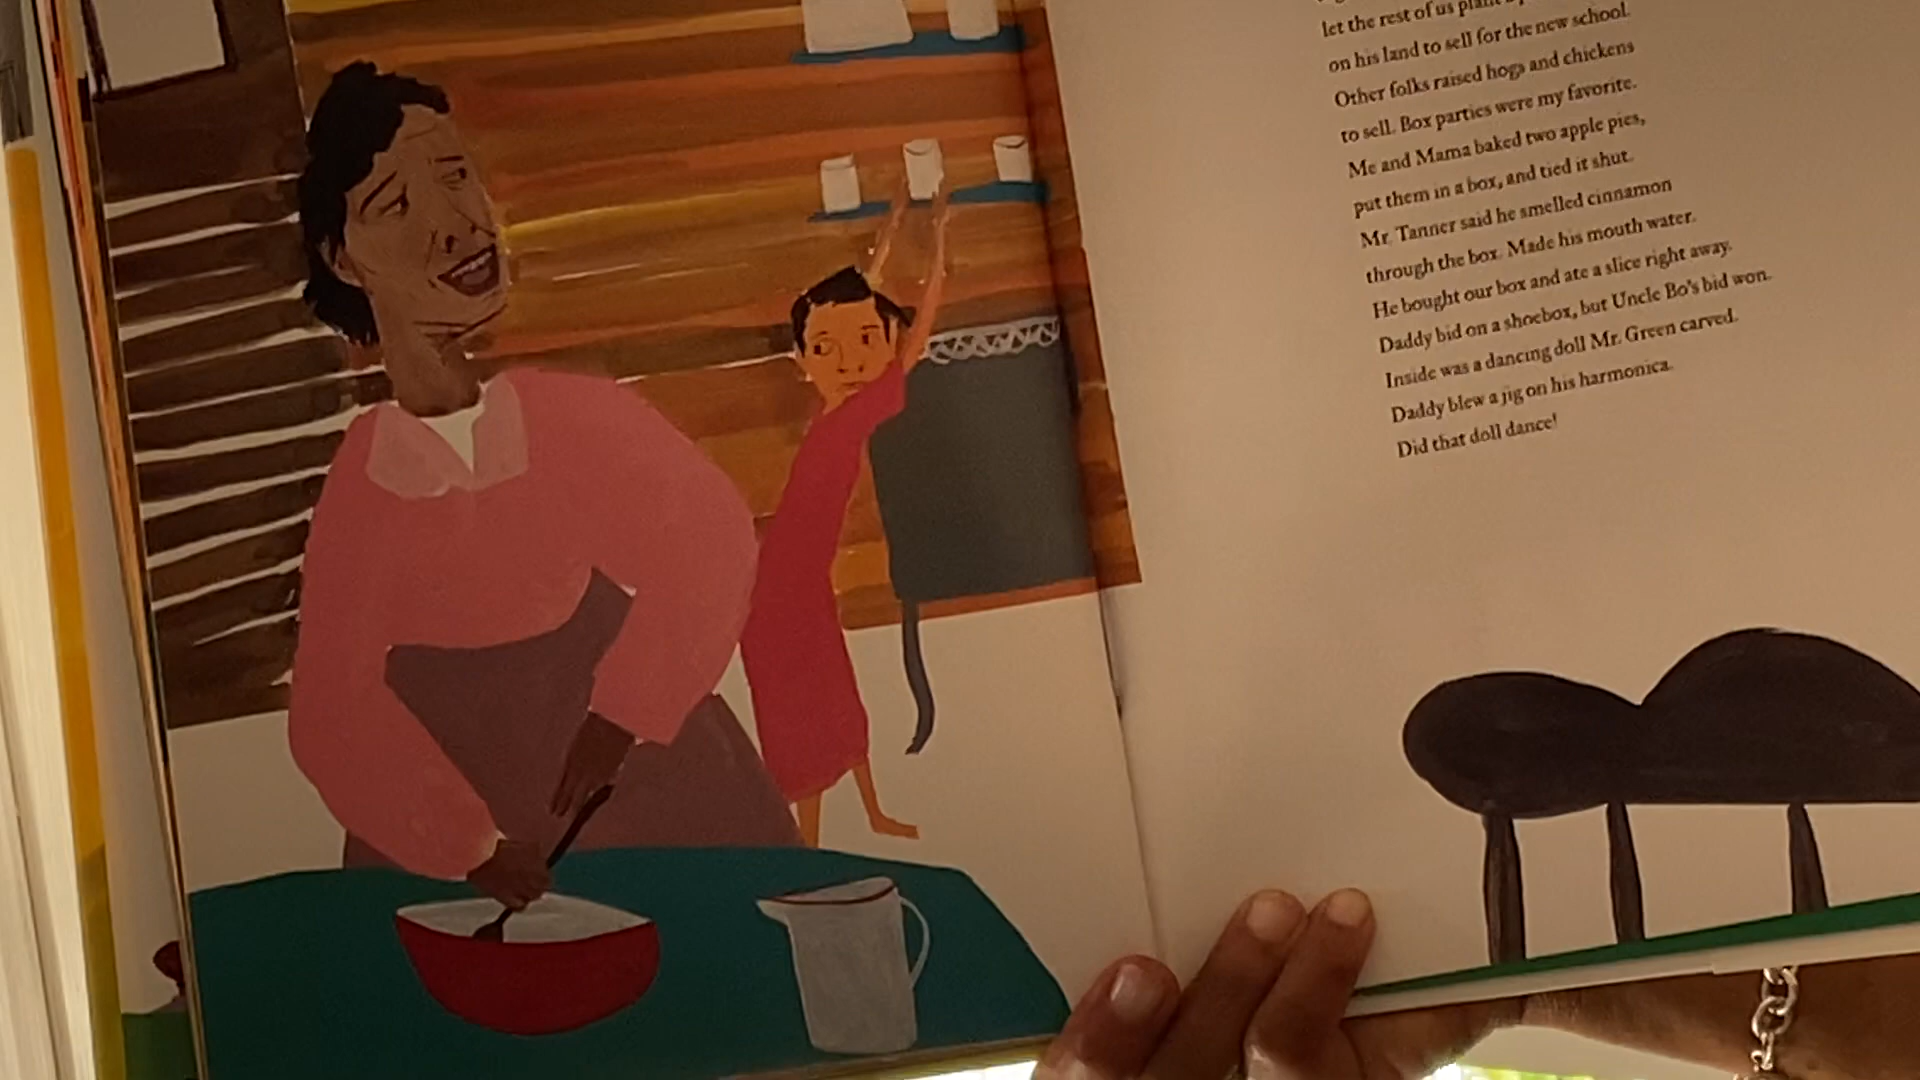 let the rest of us plant
on his land to sell for the new school.
Other folks raised hogs and chickens
to sell. Box parties were my favorite.
Me and Mama baked two apple pies,
put them in a box, and tied it shut.
Mr. Tanner said he smelled cinnamon
through the box. Made his mouth water.
He bought our box and ate a slice right away.
Daddy bid on a shoebox, but Uncle Bo's bid won.
Inside was a dancing doll Mr. Green carved.
Daddy blew a jig on his harmonica.
Did that doll dance!